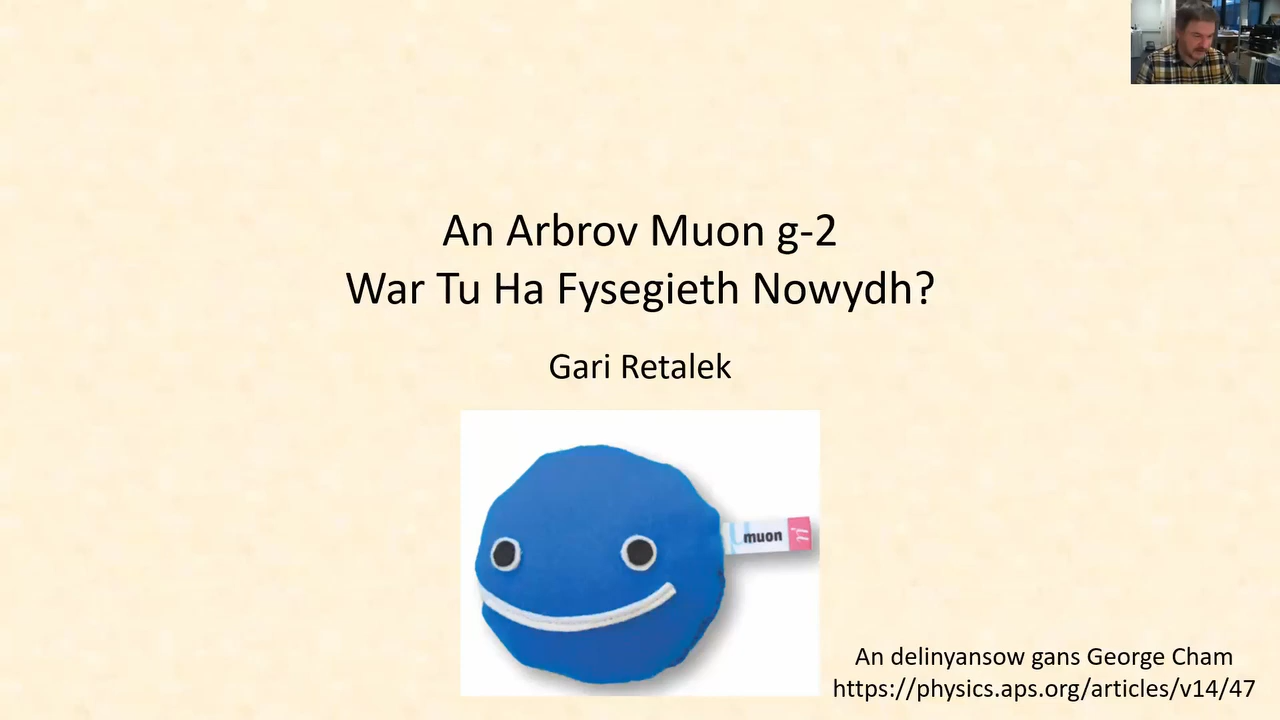 An Arbrov Muon g-2
War Tu Ha Fysegieth Nowydh?
Gari Retalek
muon
An delinyansow gans George Cham
https://physics.aps.org/articles/v14/47